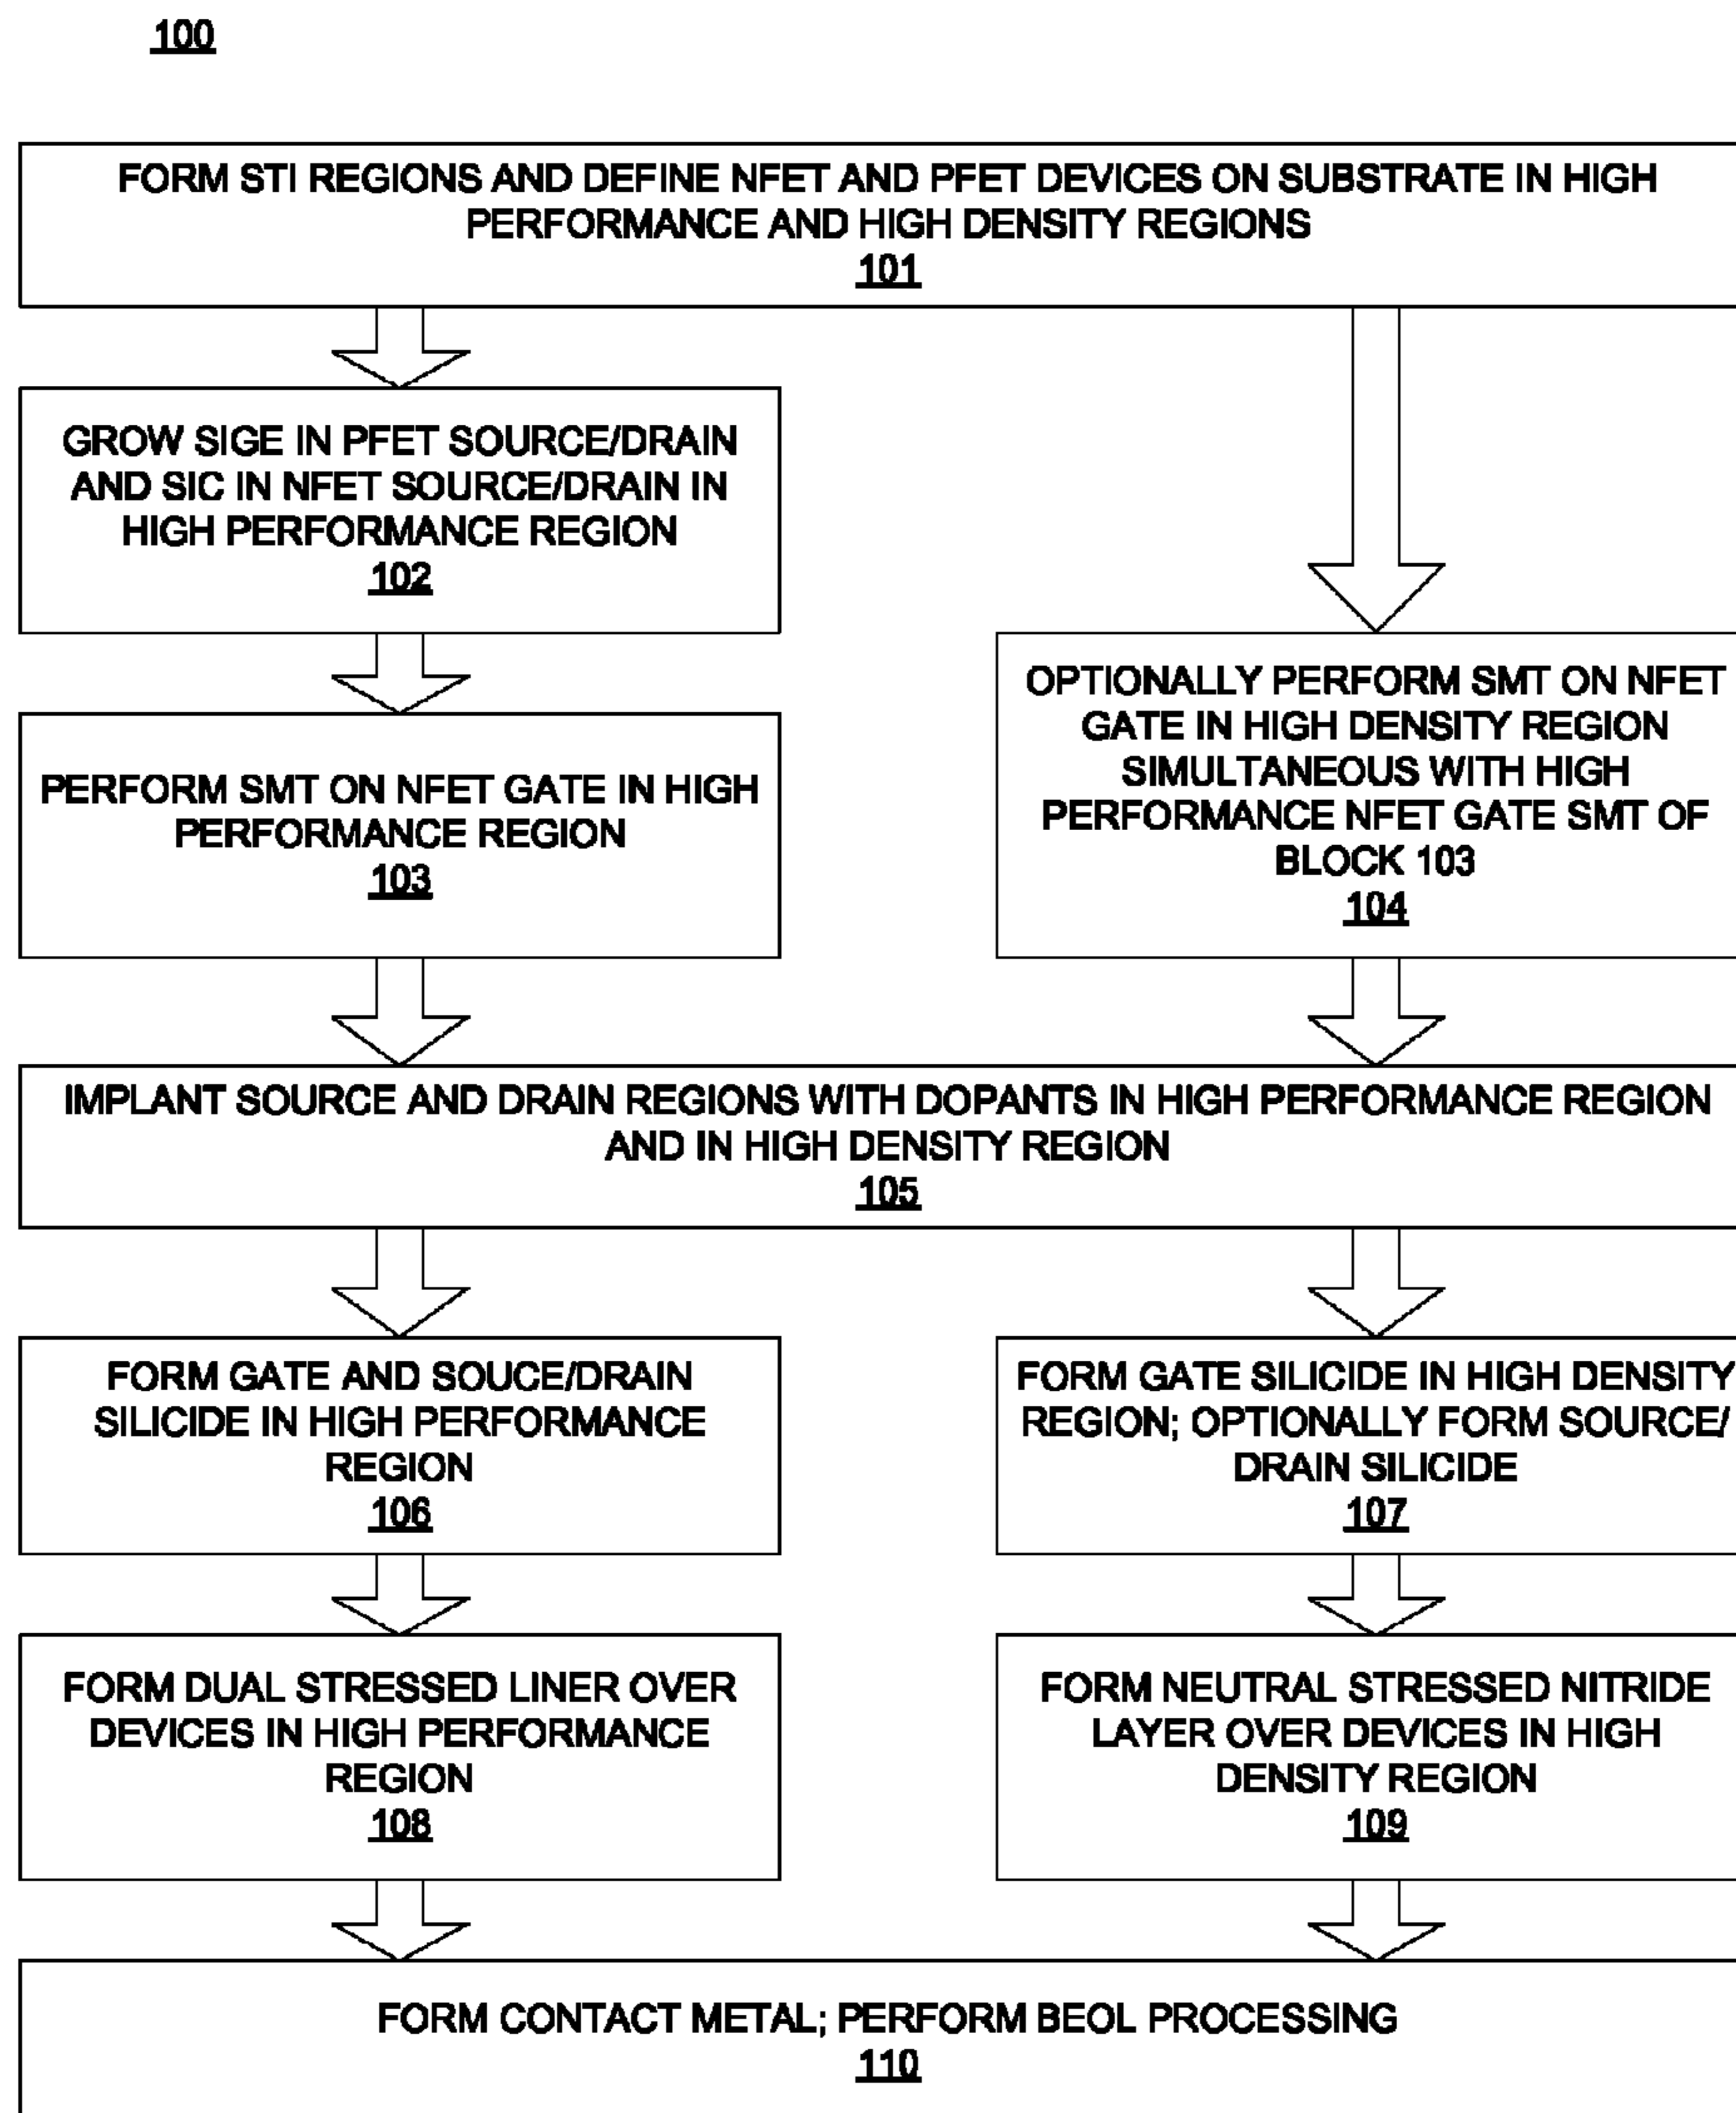 100
FORM STI REGIONS AND DEFINE NFET AND PFET DEVICES ON SUBSTRATE IN HIGH
PERFORMANCE AND HIGH DENSITY REGIONS
101
GROW SIGE IN PFET SOURCE/DRAIN
AND SIC IN NFET SOURCE/DRAIN IN
HIGH PERFORMANCE REGION
102
PERFORM SMT ON NFET GATE IN HIGH
PERFORMANCE REGION
103
OPTIONALLY PERFORM SMT ON NFET
GATE IN HIGH DENSITY REGION
SIMULTANEOUS WITH HIGH
PERFORMANCE NFET GATE SMT OF
BLOCK 103
104
IMPLANT SOURCE AND DRAIN REGIONS WITH DOPANTS IN HIGH PERFORMANCE REGION
AND IN HIGH DENSITY REGION
105
FORM GATE AND SOUCE/DRAIN
SILICIDE IN HIGH PERFORMANCE
REGION
106
FORM GATE SILICIDE IN HIGH DENSITY
REGION; OPTIONALLY FORM SOURCE/
DRAIN SILICIDE
107
FORM DUAL STRESSED LINER OVER
DEVICES IN HIGH PERFORMANCE
REGION
108
FORM NEUTRAL STRESSED NITRIDE
LAYER OVER DEVICES IN HIGH
DENSITY REGION
109
FORM CONTACT METAL; PERFORM BEOL PROCESSING
110